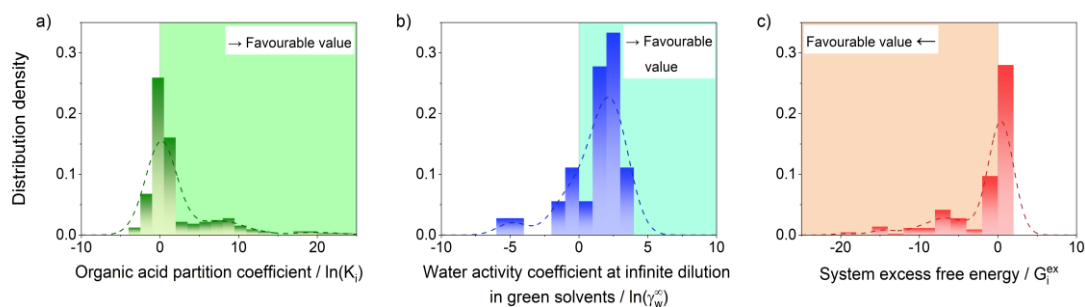 a)
→ Favourable value
Distribution density
0.3
0.2
0.1
0.0
-10
0
10
20
Organic acid partition coefficient / ln(Kᵢ)
b)
→ Favourable
value
0.3
0.2
0.1
0.0
-10
-5
0
5
10
Water activity coefficient at infinite dilution
in green solvents / ln(γ_w^∞)
c)
Favourable value ←
0.3
0.2
0.1
0.0
-20
-10
0
10
System excess free energy / G_i^ex